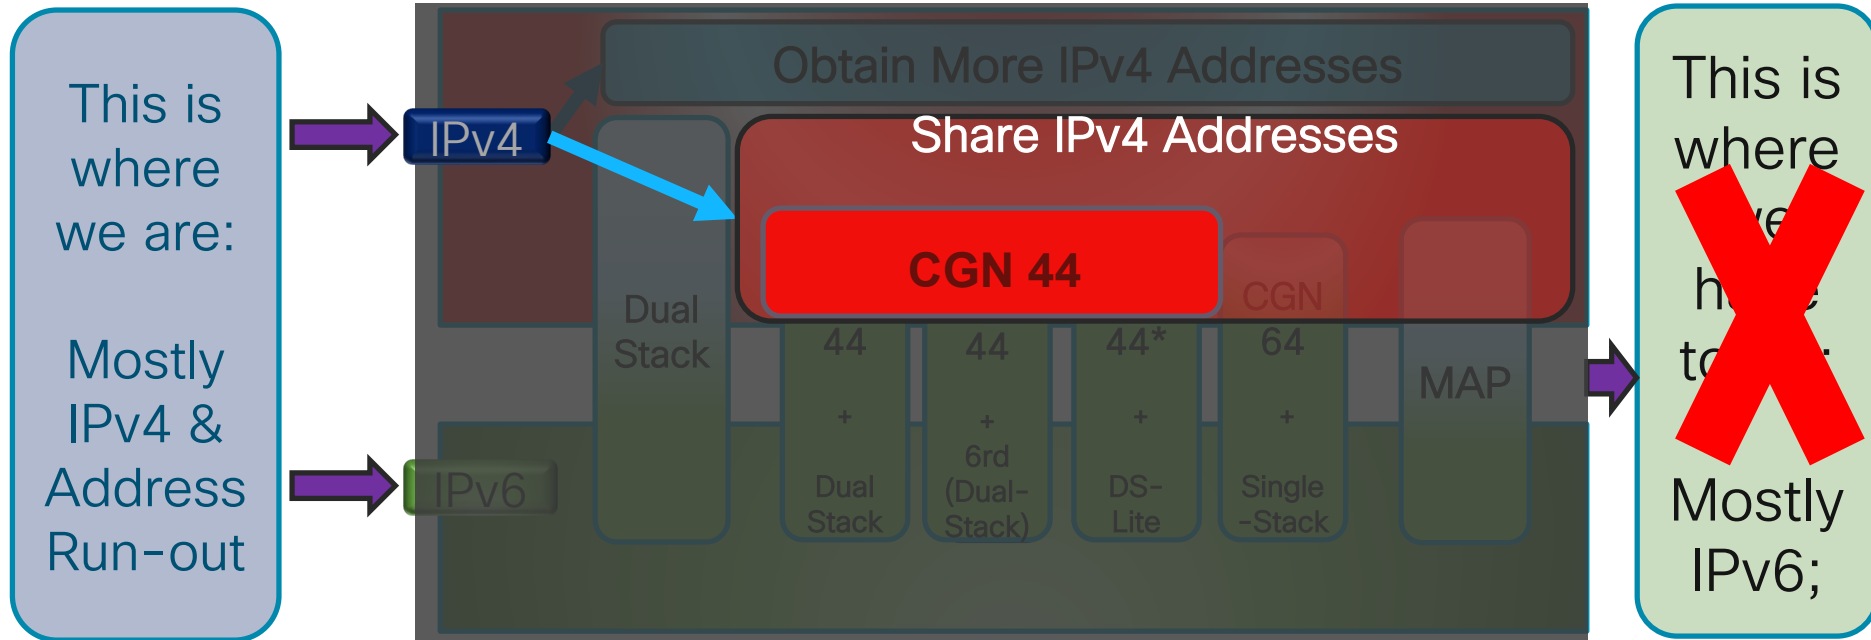 This is
where
we are:
Mostly
IPv4 &
Address
Run-out
IPv4
IPv6
Obtain More IPv4 Addresses
Share IPv4 Addresses
CGN 44
Dual
Stack
44
+
Dual
Stack
44
+
6rd
(Dual-
Stack)
44*
+
DS-
Lite
CGN
64
+
Single
-Stack
MAP
This is
where
Mostly
IPv6;